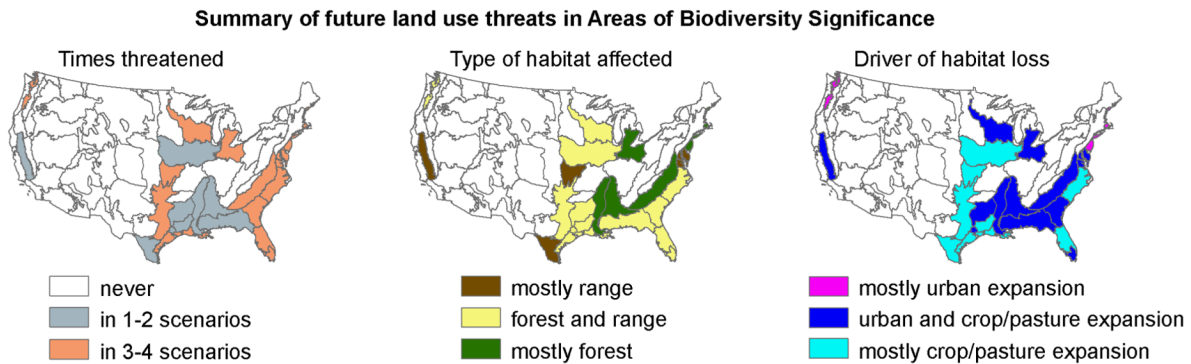 Summary of future land use threats in Areas of Biodiversity Significance
Times threatened
Type of habitat affected
Driver of habitat loss
never
in 1-2 scenarios
in 3-4 scenarios
mostly range
forest and range
mostly forest
mostly urban expansion
urban and crop/pasture expansion
mostly crop/pasture expansion